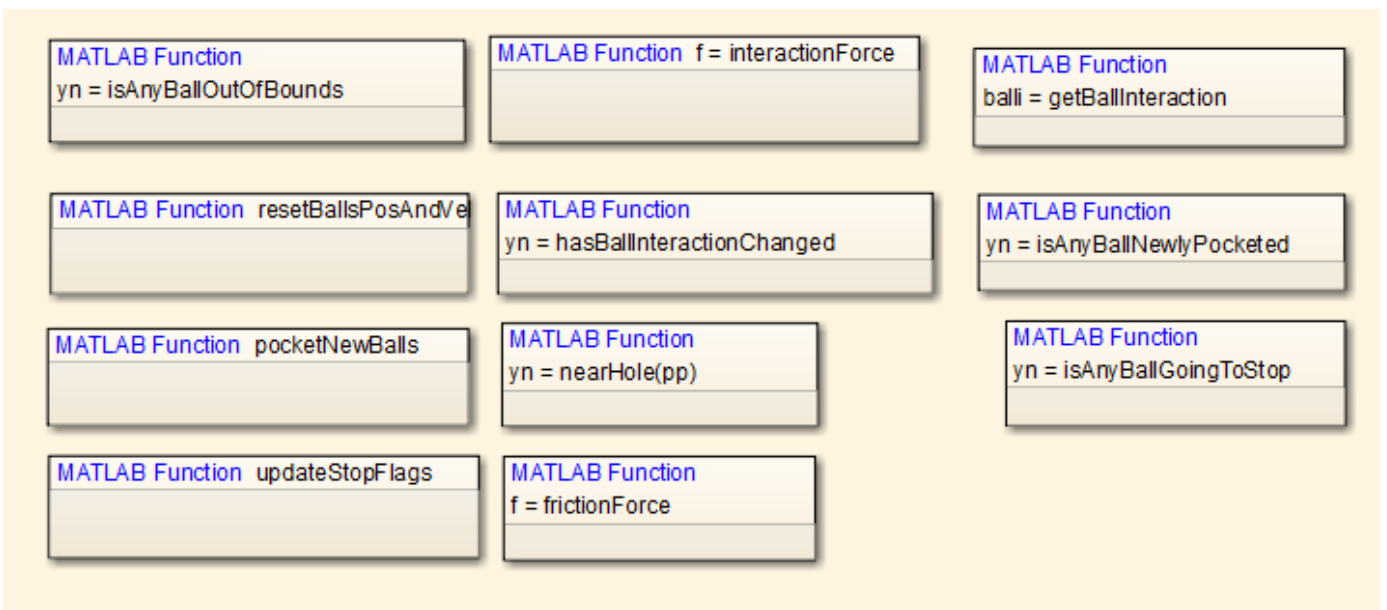 MATLAB Function
yn = isAnyBallOutOfBounds
MATLAB Function f = interactionForce
MATLAB Function
balli = getBallInteraction
MATLAB Function resetBallsPosAndVel
MATLAB Function
yn = hasBallInteractionChanged
MATLAB Function
yn = isAnyBallNewlyPocketed
MATLAB Function pocketNewBalls
MATLAB Function
yn = nearHole(pp)
MATLAB Function
yn = isAnyBallGoingToStop
MATLAB Function updateStopFlags
MATLAB Function
f = frictionForce